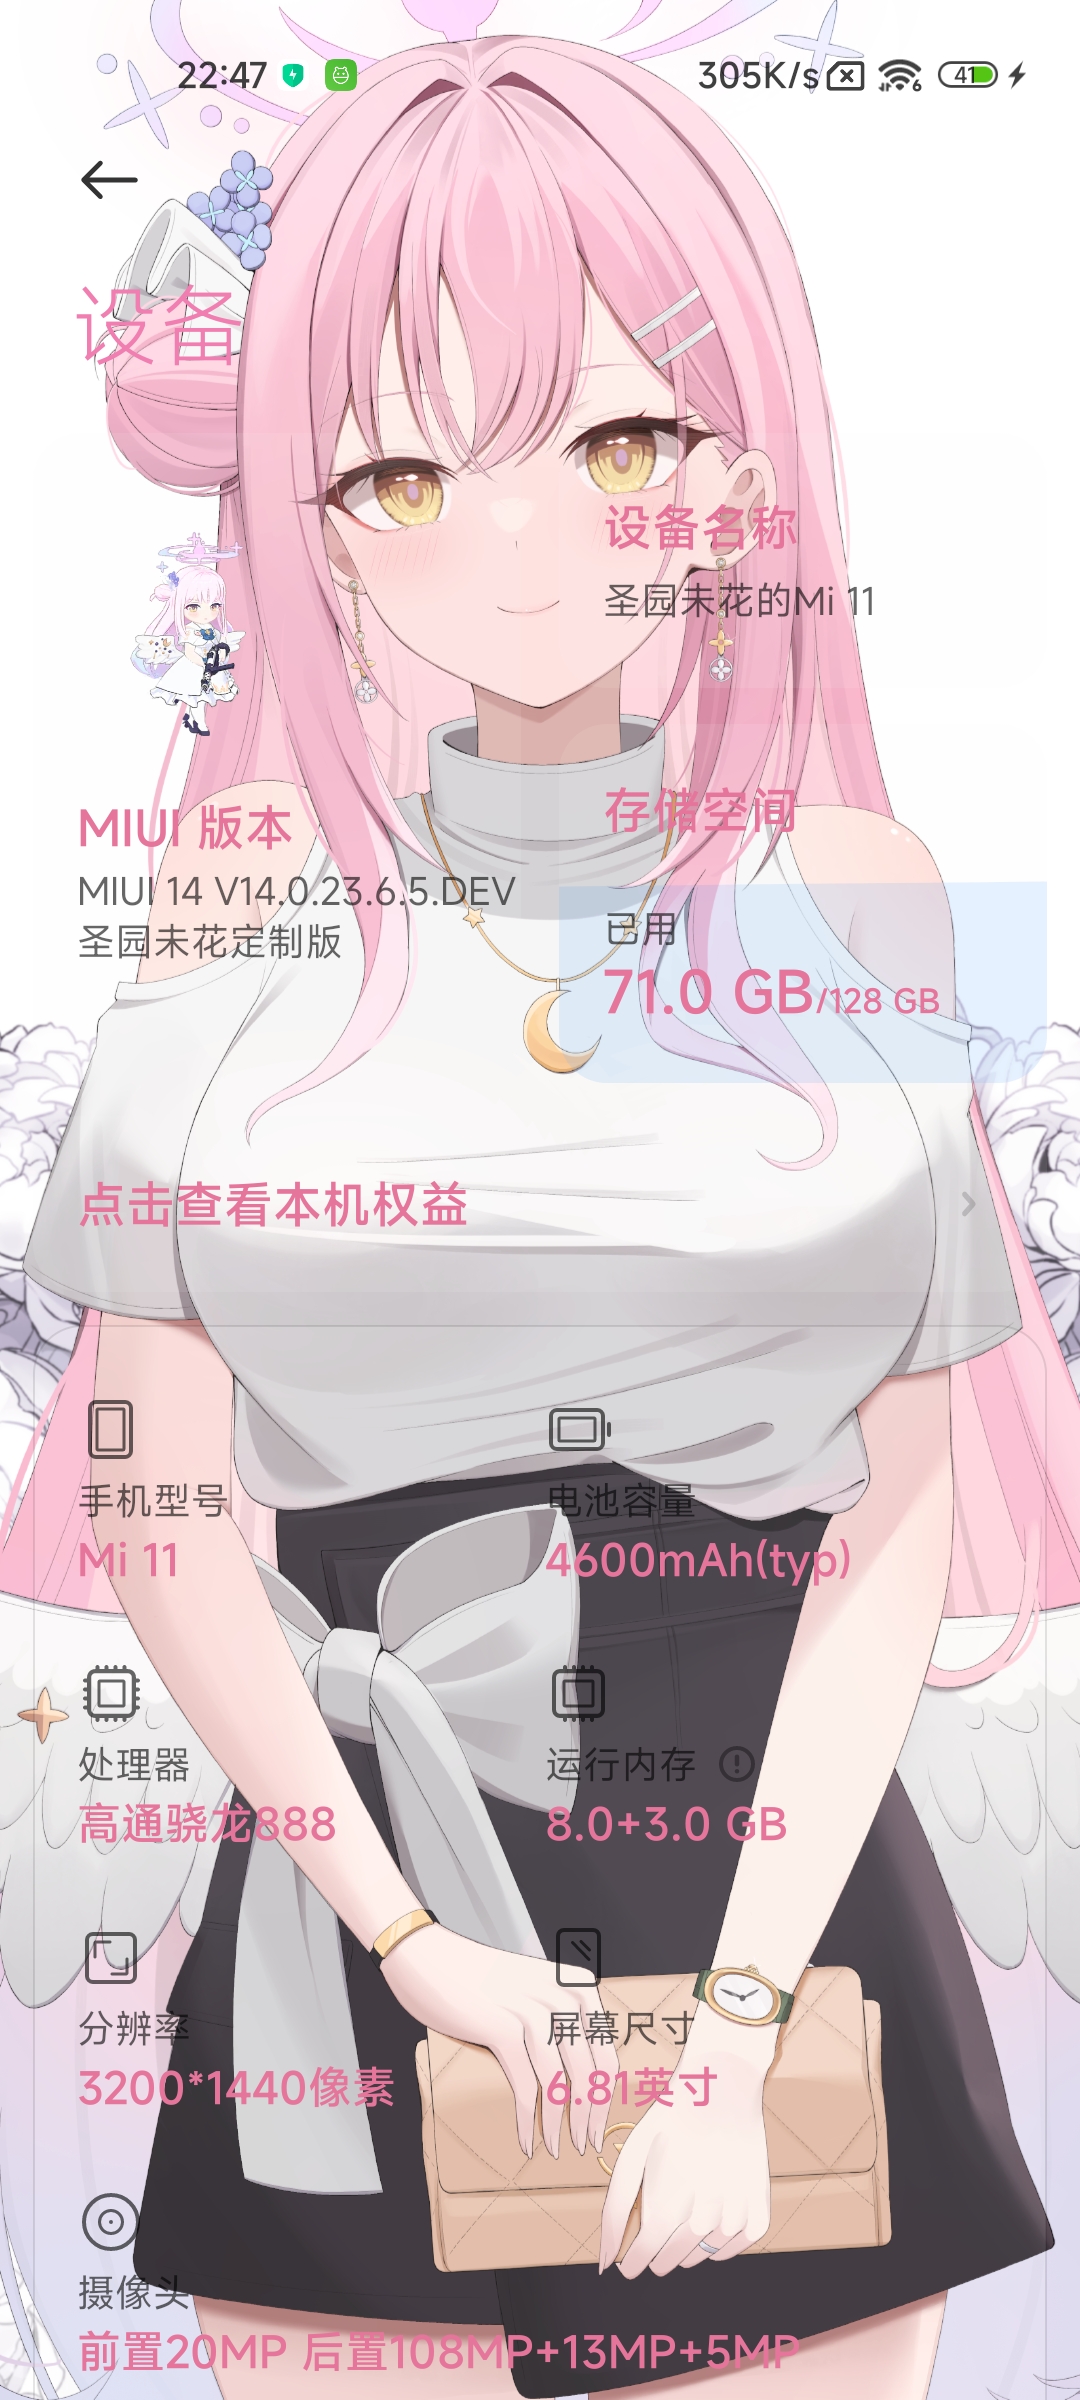 22:47
305K/s
6
41
设备
设备名称
圣园未花的Mi 11
MIUI 版本
MIUI 14 V14.0.23.6.5.DEV
圣园未花定制版
存储空间
已用
71.0 GB/128 GB
点击查看本机权益
手机型号
Mi 11
电池容量
4600mAh(typ)
处理器
高通骁龙888
运行内存
8.0+3.0 GB
分辨率
3200*1440像素
屏幕尺寸
6.81英寸
摄像头
前置20MP 后置108MP+13MP+5MP